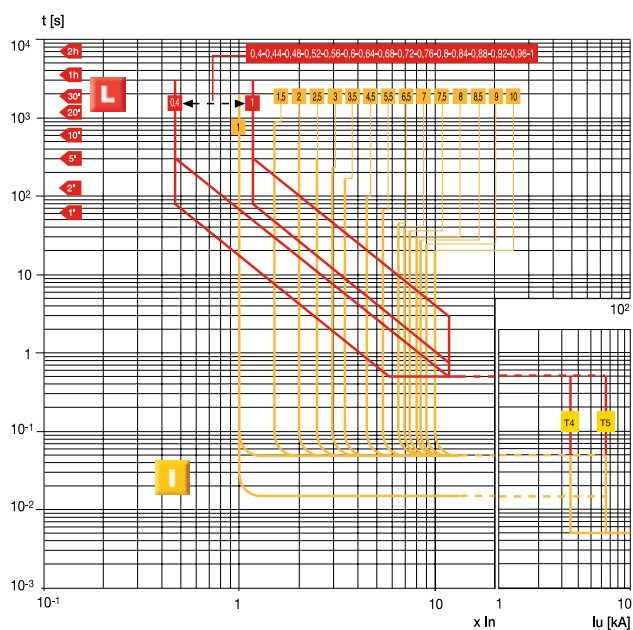 t [s]
10⁴
2h
0,4-0,44-0,48-0,52-0,56-0,6-0,64-0,68-0,72-0,76-0,8-0,84-0,88-0,92-0,96-1
1h
L
30'
0,4
1
1,5 2 2,5 3 3,5 4,5 5,5 6,5 7 7,5 8 8,5 9 10
10³
20'
1
10'
5'
10²
2'
1'
10
10²
1
T4 T5
10⁻¹
I
10⁻²
10⁻³
10⁻¹ 1 10 1 10
x In Iu [kA]